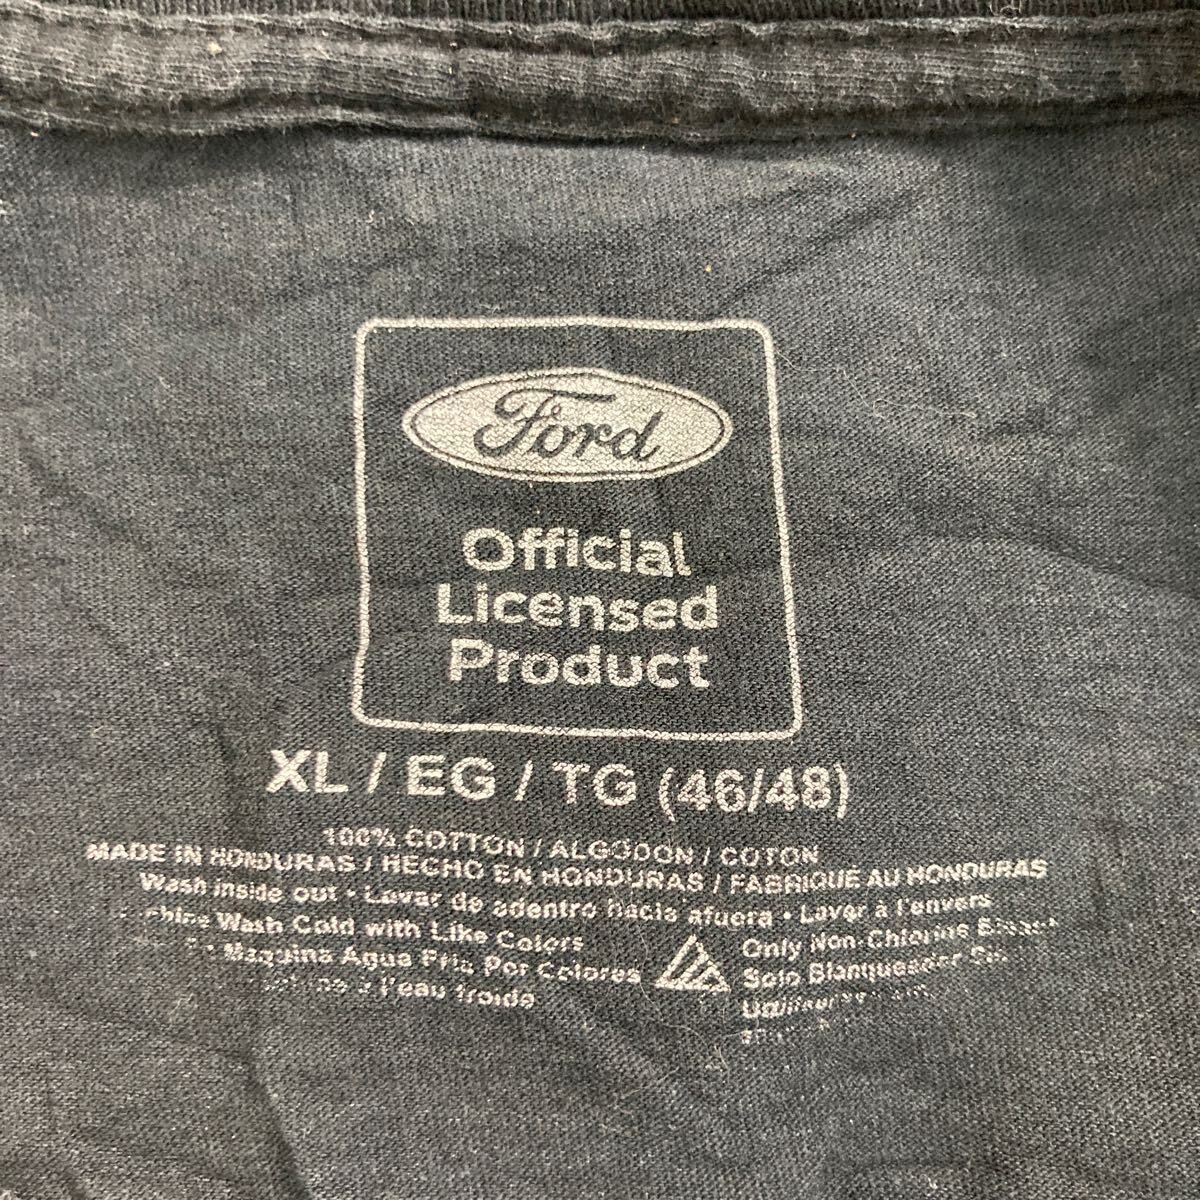 Ford
Official
Licensed
Product
XL / EG / TG (46/48)
100% COTTON / ALGODON / COTON
MADE IN HONDURAS / HECHO EN HONDURAS / FABRIQUE AU HONDURAS
Wash inside out • Lavar de adentro hacia afuera • Laver à l'envers
Wash Cold with Like Colors
Maquina Agua Fria Por Colores
à l'eau froide
Only Non-Chlorine
Solo Blanqueador